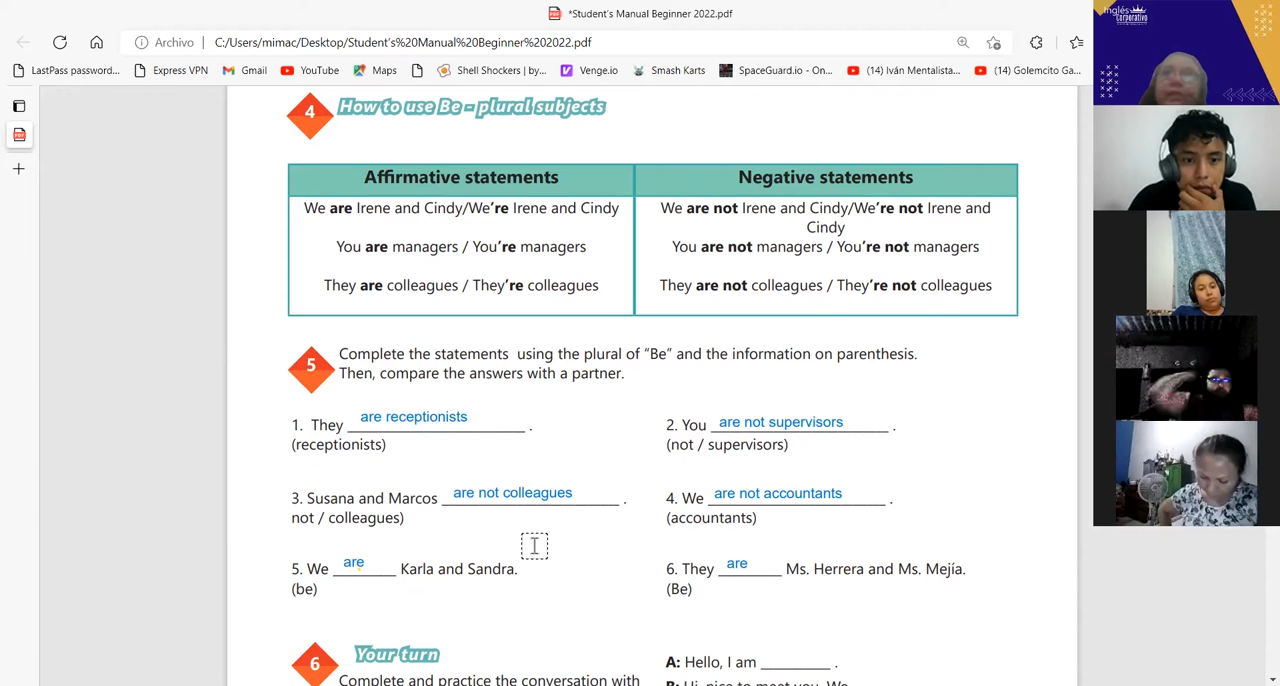 *Student's Manual Beginner 2022.pdf
Archivo C:/Users/mimac/Desktop/Student's%20Manual%20Beginner%202022.pdf
LastPass password... Express VPN Gmail YouTube Maps Shell Shockers | by... Venge.io Smash Karts SpaceGuard.io - On... (14) Iván Mentalista... (14) Golemcito Ga...
Inglés
Corporativo
4 How to use Be - plural subjects
Affirmative statements
We are Irene and Cindy/We're Irene and Cindy
You are managers / You're managers
They are colleagues / They're colleagues
Negative statements
We are not Irene and Cindy/We're not Irene and
Cindy
You are not managers / You're not managers
They are not colleagues / They're not colleagues
5 Complete the statements using the plural of "Be" and the information on parenthesis.
Then, compare the answers with a partner.
1. They are receptionists .
(receptionists)
2. You are not supervisors .
(not / supervisors)
3. Susana and Marcos are not colleagues .
not / colleagues)
4. We are not accountants .
(accountants)
5. We are Karla and Sandra.
(be)
6. They are Ms. Herrera and Ms. Mejía.
(Be)
6 Your turn
Complete and practice the conversation with
A: Hello, I am ________ .
B: Hi, nice to meet you. We